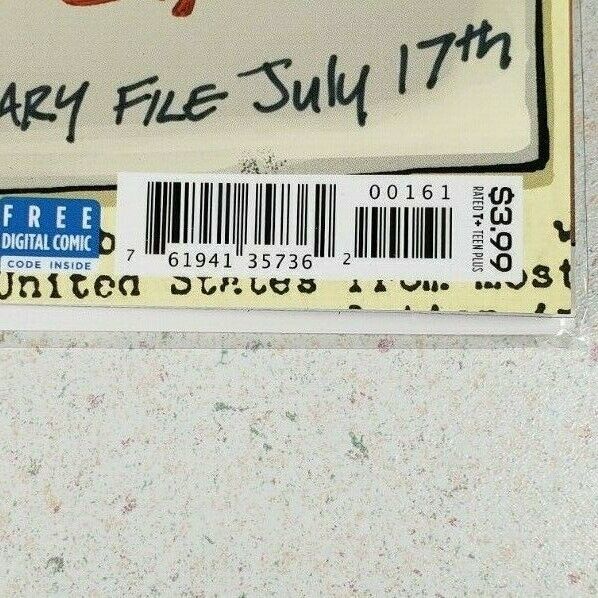 ARY FILE July 17th
FREE
DIGITAL COMIC
CODE INSIDE
00161
7 61941 35736 2
$3.99
RATED T+ TEEN PLUS
United States from most